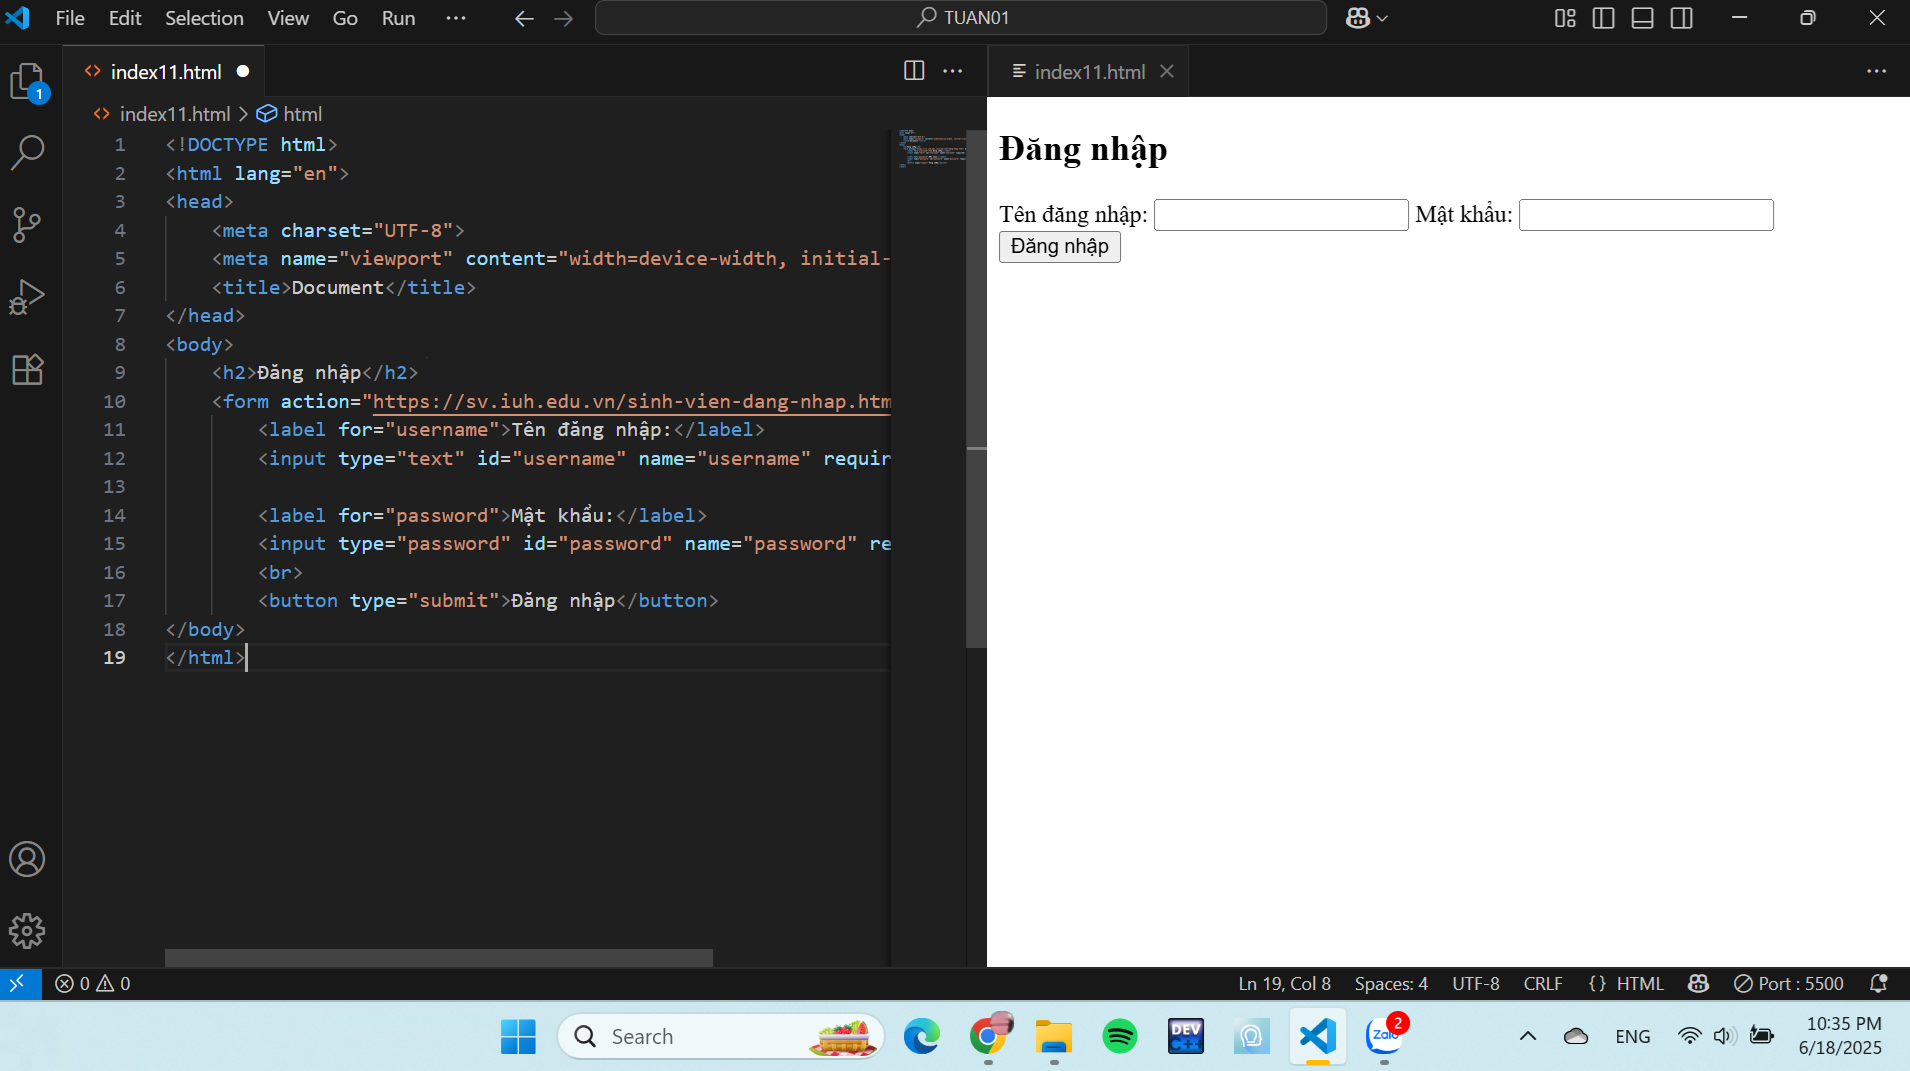 File Edit Selection View Go Run ... TUAN01
index11.html
index11.html
index11.html > html
1 <!DOCTYPE html>
2 <html lang="en">
3 <head>
4 <meta charset="UTF-8">
5 <meta name="viewport" content="width=device-width, initial-
6 <title>Document</title>
7 </head>
8 <body>
9 <h2>Đăng nhập</h2>
10 <form action="https://sv.iuh.edu.vn/sinh-vien-dang-nhap.htm
11 <label for="username">Tên đăng nhập:</label>
12 <input type="text" id="username" name="username" requir
13
14 <label for="password">Mật khẩu:</label>
15 <input type="password" id="password" name="password" re
16 <br>
17 <button type="submit">Đăng nhập</button>
18 </body>
19 </html>
Đăng nhập
Tên đăng nhập: Mật khẩu:
Đăng nhập
1
0 0 Ln 19, Col 8 Spaces: 4 UTF-8 CRLF {} HTML Port : 5500
Search
DEV C++
Zalo
2
ENG
10:35 PM
6/18/2025